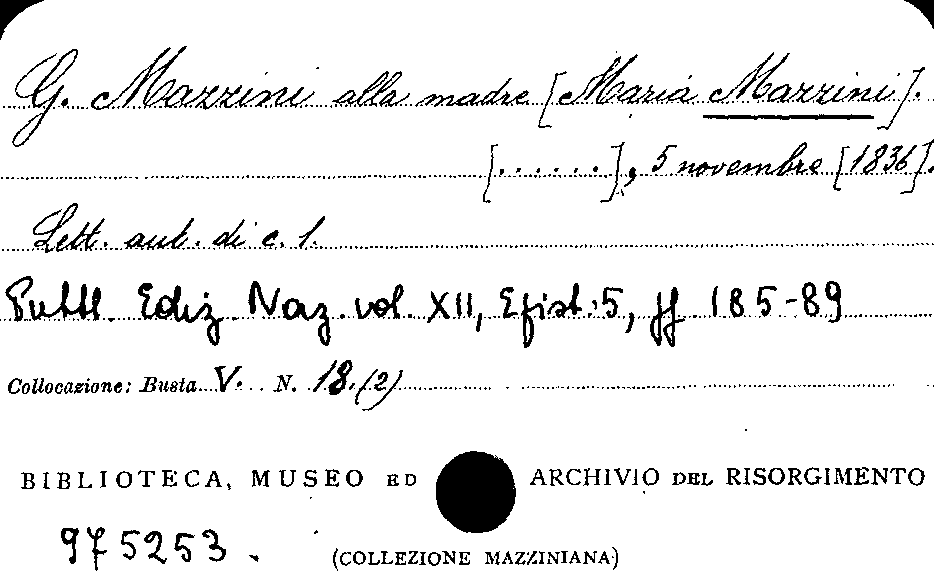 G. Mazzini alla madre [Maria Mazzini].
[......], 5 novembre [1836].
Lett. aut. di c. 1.
Pubbl. Ediz. Naz. vol. XII, Epist. 5, pp 185-89
Collocazione: Busta V. N. 18.(2)
BIBLIOTECA, MUSEO ED ARCHIVIO DEL RISORGIMENTO
975253.
(COLLEZIONE MAZZINIANA)